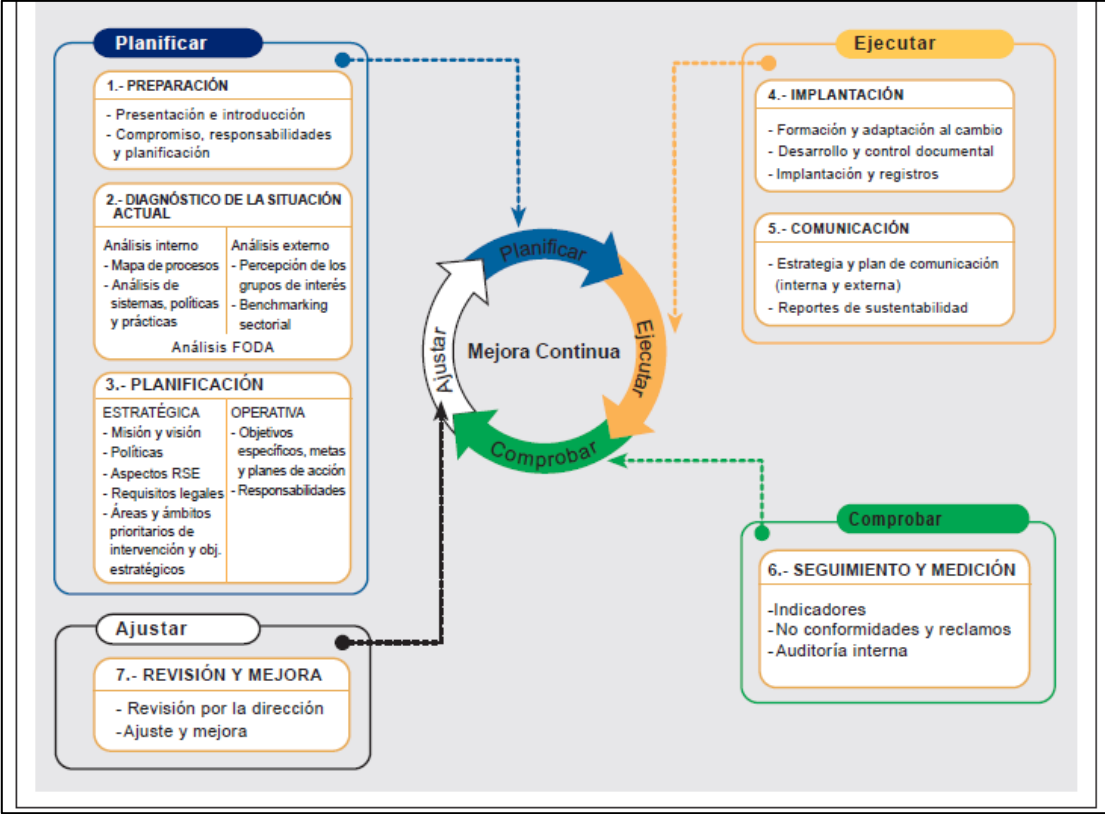 Planificar
1.- PREPARACIÓN
- Presentación e introducción
- Compromiso, responsabilidades
y planificación
2.- DIAGNÓSTICO DE LA SITUACIÓN
ACTUAL
Análisis interno
- Mapa de procesos
- Análisis de
sistemas, políticas
y prácticas
Análisis externo
- Percepción de los
grupos de interés
- Benchmarking
sectorial
Análisis FODA
3.- PLANIFICACIÓN
ESTRATÉGICA
- Misión y visión
- Políticas
- Aspectos RSE
- Requisitos legales
- Áreas y ámbitos
prioritarios de
intervención y obj.
estratégicos
OPERATIVA
- Objetivos
específicos, metas
y planes de acción
- Responsabilidades
Ajustar
7.- REVISIÓN Y MEJORA
- Revisión por la dirección
-Ajuste y mejora
Planificar
Ejecutar
Comprobar
Ajustar
Mejora Continua
Ejecutar
4.- IMPLANTACIÓN
- Formación y adaptación al cambio
- Desarrollo y control documental
- Implantación y registros
5.- COMUNICACIÓN
- Estrategia y plan de comunicación
(interna y externa)
- Reportes de sustentabilidad
Comprobar
6.- SEGUIMIENTO Y MEDICIÓN
-Indicadores
-No conformidades y reclamos
-Auditoría interna